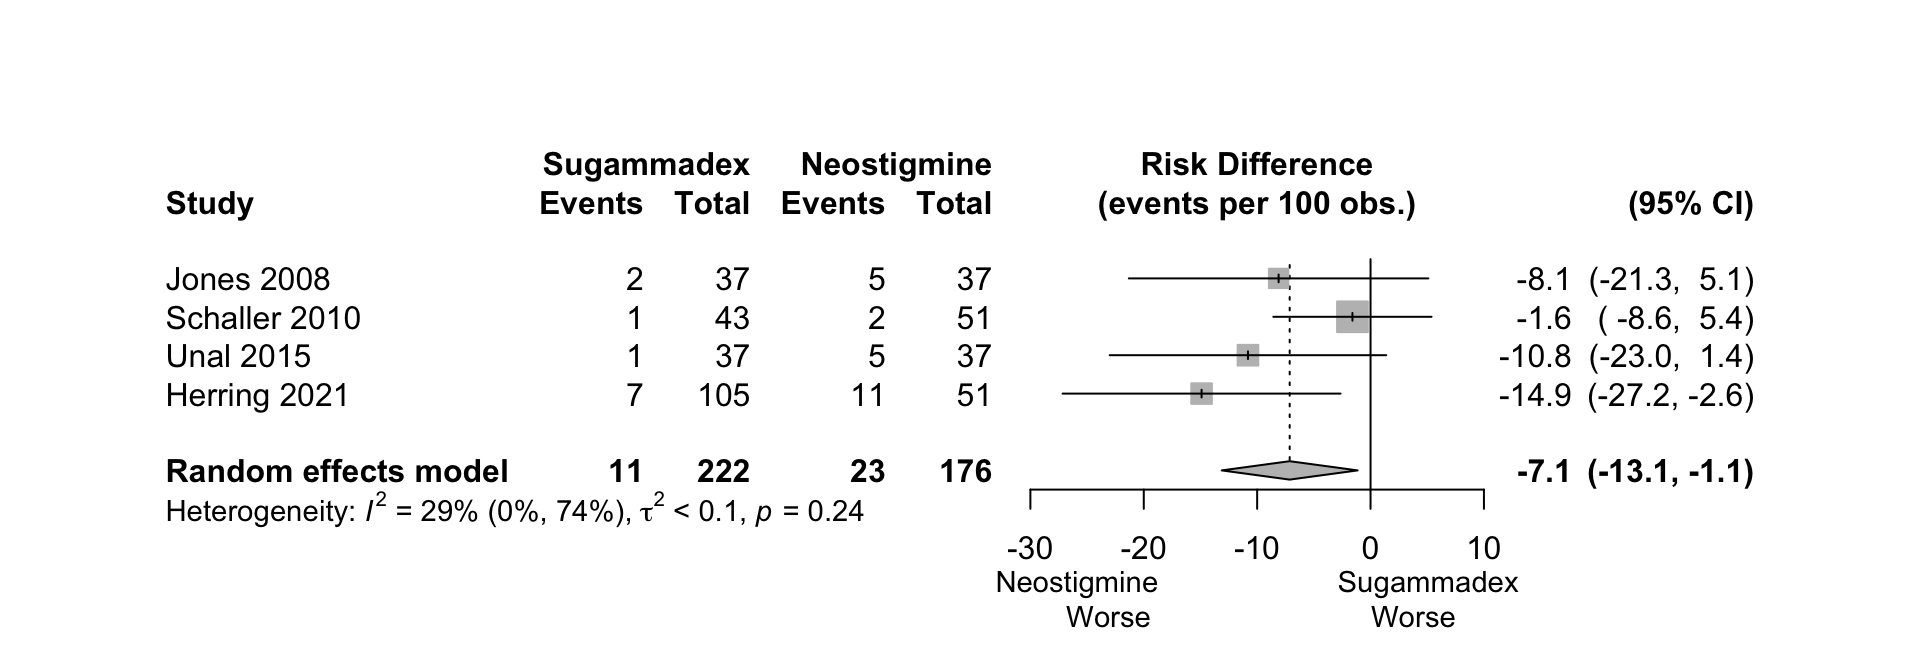 Sugammadex Neostigmine Risk Difference
Study Events Total Events Total (events per 100 obs.) (95% CI)
Jones 2008 2 37 5 37 -8.1 (-21.3, 5.1)
Schaller 2010 1 43 2 51 -1.6 ( -8.6, 5.4)
Unal 2015 1 37 5 37 -10.8 (-23.0, 1.4)
Herring 2021 7 105 11 51 -14.9 (-27.2, -2.6)
Random effects model 11 222 23 176 -7.1 (-13.1, -1.1)
Heterogeneity: I² = 29% (0%, 74%), τ² < 0.1, p = 0.24
-30 -20 -10 0 10
Neostigmine Sugammadex
Worse Worse